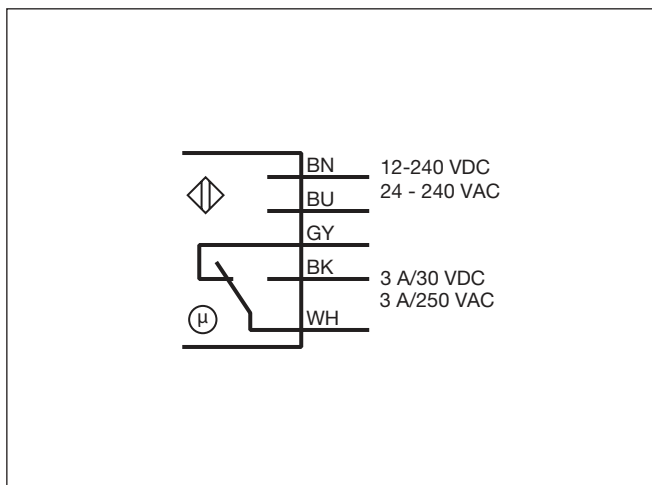 BN
12-240 VDC
BU
24 - 240 VAC
GY
BK
3 A/30 VDC
3 A/250 VAC
µ
WH